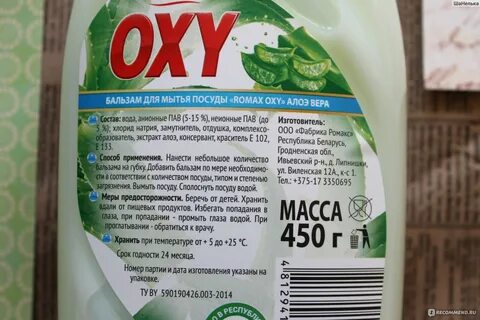 ШаНелька
OXY
БАЛЬЗАМ ДЛЯ МЫТЬЯ ПОСУДЫ «ROMAX OXY» АЛОЭ ВЕРА
Состав: вода, анионные ПАВ (5-15 %), неионные ПАВ (до
5 %); хлорид натрия, замутнитель, отдушка, комплексо-
образователь, экстракт алоэ, консервант, краситель Е 102,
Е 133.
Способ применения. Нанести небольшое количество
бальзама на губку. Добавить бальзам по мере необходимо-
сти в соответствии с количеством посуды, типом и степенью
загрязнения. Вымыть посуду. Сполоснуть посуду водой.
Меры предосторожности. Беречь от детей. Хранить
вдали от пищевых продуктов. Избегать попадания в
глаза, при попадании - промыть глаза водой. При
проглатывании - обратиться к врачу.
Хранить при температуре от + 5 до +25 °С.
Срок годности 24 месяца.
Номер партии и дата изготовления указаны на
упаковке.
ТУ BY 590190426.003-2014
Изготовитель:
ООО «Фабрика Ромакс»
Республика Беларусь,
Гродненская обл.,
Ивьевский р-н, д. Липнишки,
ул. Виленская 12А, к-с 1.
Тел.: +375-17 3350695
МАССА
450 г
4812941
О В РЕСПУБЛИ
RECOMMEND.RU